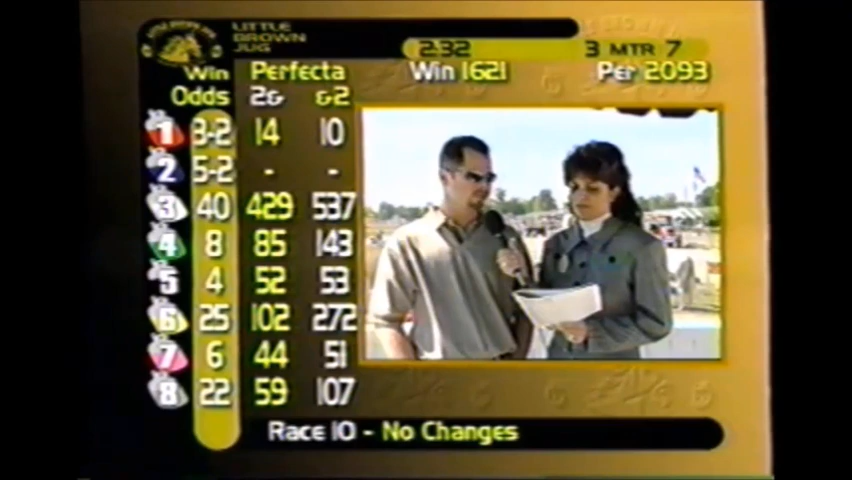 LITTLE
BROWN
JUG
2:32 3 MTR 7
Win Perfecta Win 1621 Per 2093
Odds 2& &2
1 3-2 14 10
2 5-2 - -
3 40 429 537
4 8 85 143
5 4 52 53
6 25 102 272
7 6 44 51
8 22 59 107
Race 10 - No Changes